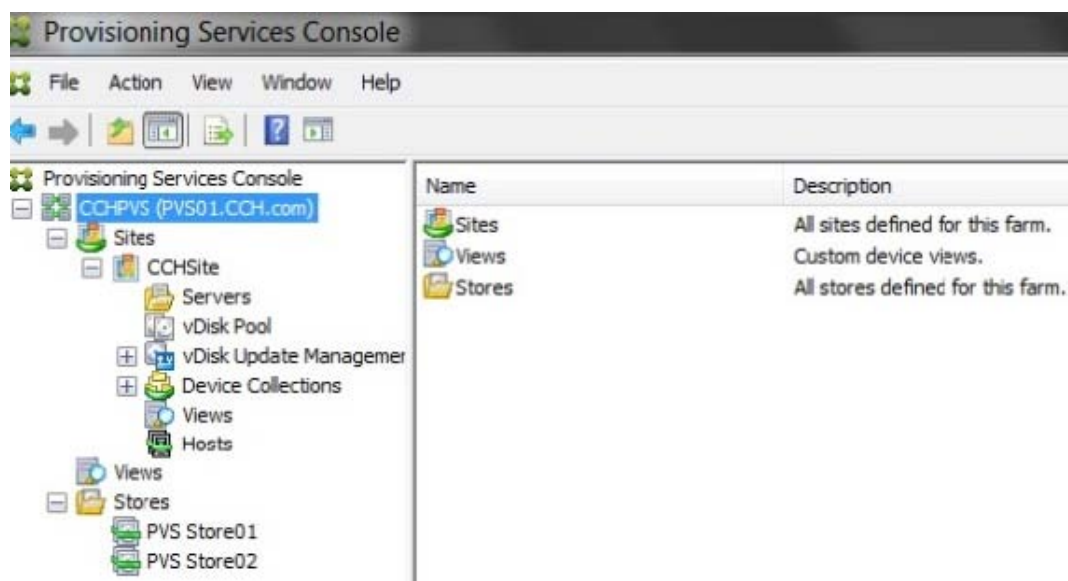 Provisioning Services Console
File Action View Window Help
Provisioning Services Console
CCHPVS (PVS01.CCH.com)
Sites
CCHSite
Servers
vDisk Pool
vDisk Update Managemer
Device Collections
Views
Hosts
Views
Stores
PVS Store01
PVS Store02
Name Description
Sites All sites defined for this farm.
Views Custom device views.
Stores All stores defined for this farm.